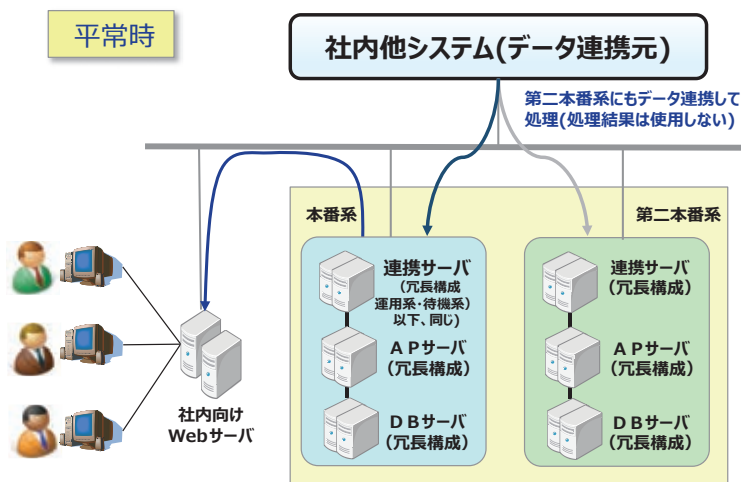 平常時
社内他システム(データ連携元)
第二本番系にもデータ連携して
処理(処理結果は使用しない)
本番系
第二本番系
連携サーバ
(冗長構成
運用系・待機系)
以下、同じ)
APサーバ
(冗長構成)
DBサーバ
(冗長構成)
連携サーバ
(冗長構成)
APサーバ
(冗長構成)
DBサーバ
(冗長構成)
社内向け
Webサーバ